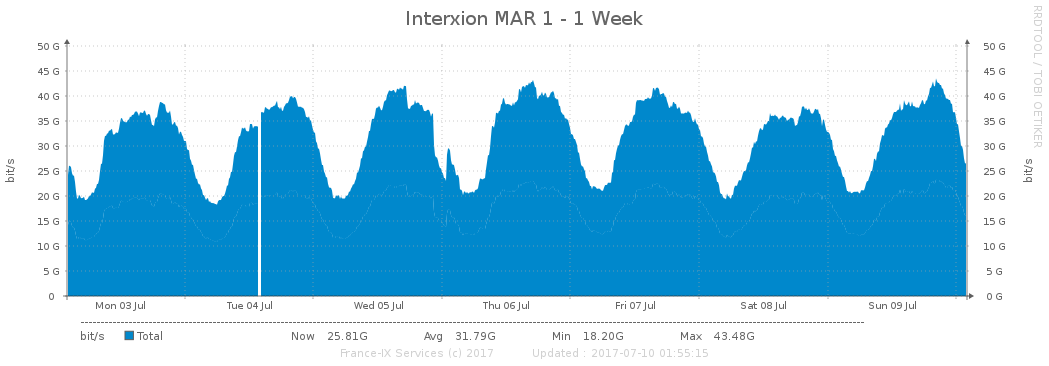 Interxion MAR 1 - 1 Week
RRDTOOL / TOBI OETIKER
bit/s
50 G
45 G
40 G
35 G
30 G
25 G
20 G
15 G
10 G
5 G
0
50 G
45 G
40 G
35 G
30 G
25 G
20 G
15 G
10 G
5 G
0 G
bit/s
Mon 03 Jul Tue 04 Jul Wed 05 Jul Thu 06 Jul Fri 07 Jul Sat 08 Jul Sun 09 Jul
bit/s Total Now 25.81G Avg 31.79G Min 18.20G Max 43.48G
France-IX Services (c) 2017 Updated : 2017-07-10 01:55:15